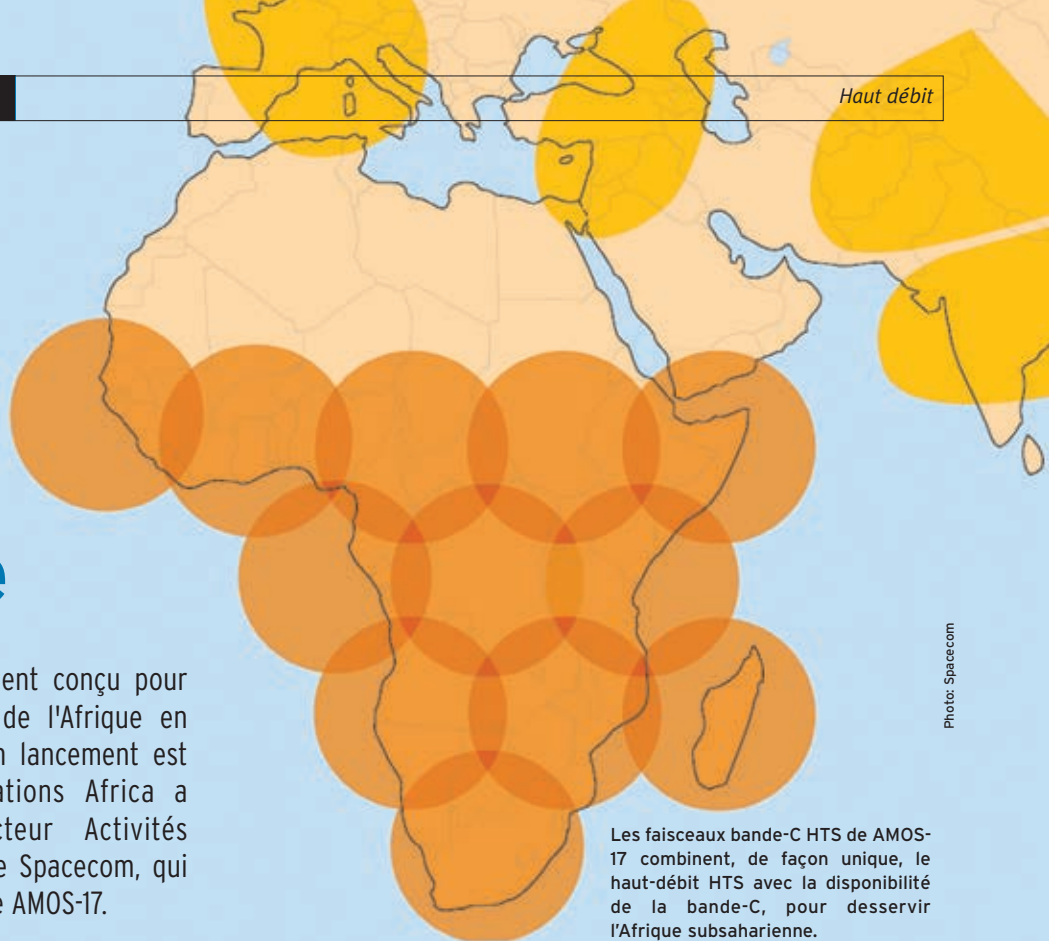 Haut débit
e
ent conçu pour
de l'Afrique en
n lancement est
ations Africa a
cteur Activités
e Spacecom, qui
e AMOS-17.
Photo: Spacecom
Les faisceaux bande-C HTS de AMOS-
17 combinent, de façon unique, le
haut-débit HTS avec la disponibilité
de la bande-C, pour desservir
l'Afrique subsaharienne.